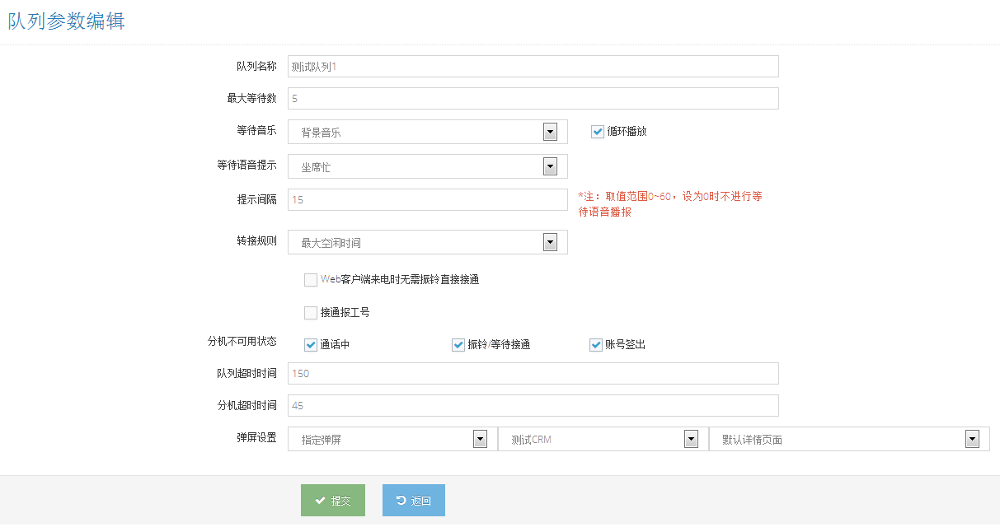 队列参数编辑
队列名称 测试队列1
最大等待数 5
等待音乐 背景音乐 循环播放
等待语音提示 坐席忙
提示间隔 15 *注：取值范围0~60，设为0时不进行等
待语音播报
转接规则 最大空闲时间
Web客户端来电时无需振铃直接接通
接通报工号
分机不可用状态 通话中 振铃/等待接通 账号签出
队列超时时间 150
分机超时时间 45
弹屏设置 指定弹屏 测试CRM 默认详情页面
提交 返回